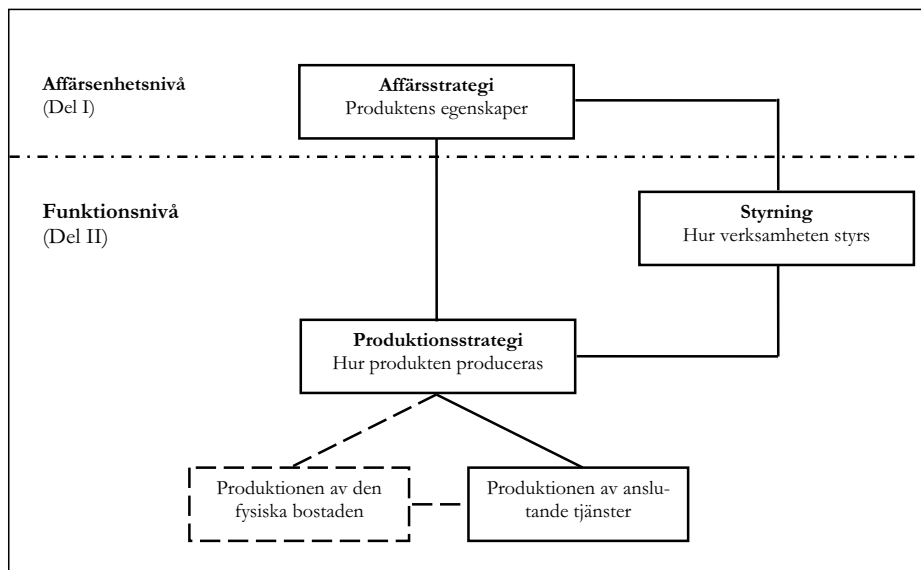 Affärsenhetsnivå
(Del I)
Affärsstrategi
Produktens egenskaper
Funktionsnivå
(Del II)
Styrning
Hur verksamheten styrs
Produktionsstrategi
Hur produkten produceras
Produktionen av den
fysiska bostaden
Produktionen av anslu-
tande tjänster